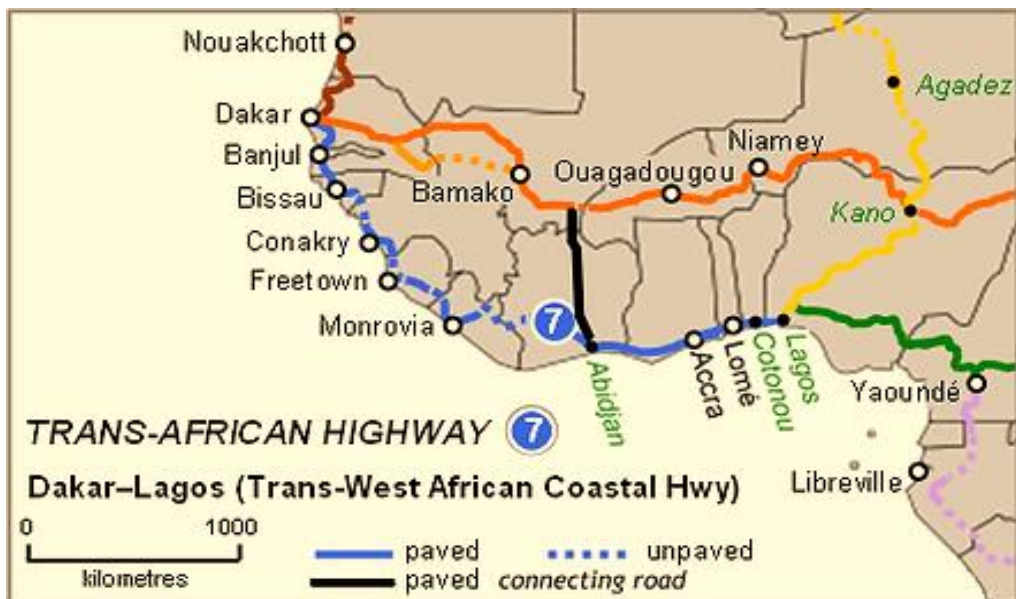 Nouakchott
Dakar
Banjul
Bissau
Bamako
Ouagadougou
Niamey
Agadez
Kano
Conakry
Freetown
Monrovia
7
Abidjan
Accra
Lomé
Cotonou
Lagos
Yaoundé
Libreville
TRANS-AFRICAN HIGHWAY 7
Dakar–Lagos (Trans-West African Coastal Hwy)
0 1000
kilometres
paved unpaved
paved connecting road